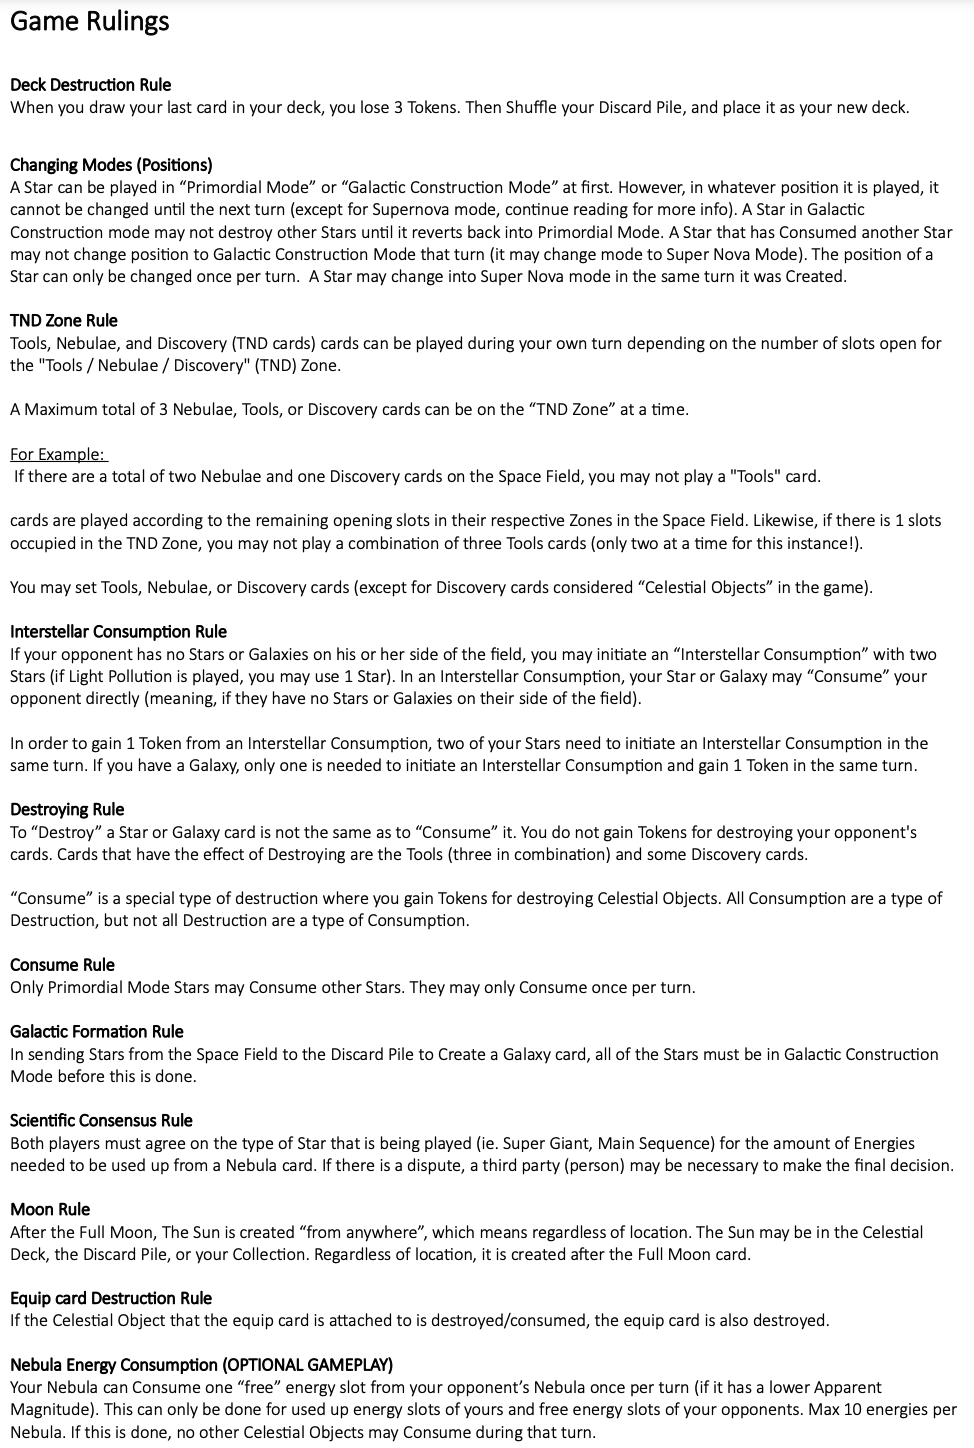 Game Rulings
Deck Destruction Rule
When you draw your last card in your deck, you lose 3 Tokens. Then Shuffle your Discard Pile, and place it as your new deck.
Changing Modes (Positions)
A Star can be played in “Primordial Mode” or “Galactic Construction Mode” at first. However, in whatever position it is played, it
cannot be changed until the next turn (except for Supernova mode, continue reading for more info). A Star in Galactic
Construction mode may not destroy other Stars until it reverts back into Primordial Mode. A Star that has Consumed another Star
may not change position to Galactic Construction Mode that turn (it may change mode to Super Nova Mode). The position of a
Star can only be changed once per turn.  A Star may change into Super Nova mode in the same turn it was Created.
TND Zone Rule
Tools, Nebulae, and Discovery (TND cards) cards can be played during your own turn depending on the number of slots open for
the "Tools / Nebulae / Discovery" (TND) Zone.
A Maximum total of 3 Nebulae, Tools, or Discovery cards can be on the “TND Zone” at a time.
For Example:
If there are a total of two Nebulae and one Discovery cards on the Space Field, you may not play a "Tools" card.
cards are played according to the remaining opening slots in their respective Zones in the Space Field. Likewise, if there is 1 slots
occupied in the TND Zone, you may not play a combination of three Tools cards (only two at a time for this instance!).
You may set Tools, Nebulae, or Discovery cards (except for Discovery cards considered “Celestial Objects” in the game).
Interstellar Consumption Rule
If your opponent has no Stars or Galaxies on his or her side of the field, you may initiate an “Interstellar Consumption” with two
Stars (if Light Pollution is played, you may use 1 Star). In an Interstellar Consumption, your Star or Galaxy may “Consume” your
opponent directly (meaning, if they have no Stars or Galaxies on their side of the field).
In order to gain 1 Token from an Interstellar Consumption, two of your Stars need to initiate an Interstellar Consumption in the
same turn. If you have a Galaxy, only one is needed to initiate an Interstellar Consumption and gain 1 Token in the same turn.
Destroying Rule
To “Destroy” a Star or Galaxy card is not the same as to “Consume” it. You do not gain Tokens for destroying your opponent's
cards. Cards that have the effect of Destroying are the Tools (three in combination) and some Discovery cards.
“Consume” is a special type of destruction where you gain Tokens for destroying Celestial Objects. All Consumption are a type of
Destruction, but not all Destruction are a type of Consumption.
Consume Rule
Only Primordial Mode Stars may Consume other Stars. They may only Consume once per turn.
Galactic Formation Rule
In sending Stars from the Space Field to the Discard Pile to Create a Galaxy card, all of the Stars must be in Galactic Construction
Mode before this is done.
Scientific Consensus Rule
Both players must agree on the type of Star that is being played (ie. Super Giant, Main Sequence) for the amount of Energies
needed to be used up from a Nebula card. If there is a dispute, a third party (person) may be necessary to make the final decision.
Moon Rule
After the Full Moon, The Sun is created “from anywhere”, which means regardless of location. The Sun may be in the Celestial
Deck, the Discard Pile, or your Collection. Regardless of location, it is created after the Full Moon card.
Equip card Destruction Rule
If the Celestial Object that the equip card is attached to is destroyed/consumed, the equip card is also destroyed.
Nebula Energy Consumption (OPTIONAL GAMEPLAY)
Your Nebula can Consume one “free” energy slot from your opponent’s Nebula once per turn (if it has a lower Apparent
Magnitude). This can only be done for used up energy slots of yours and free energy slots of your opponents. Max 10 energies per
Nebula. If this is done, no other Celestial Objects may Consume during that turn.